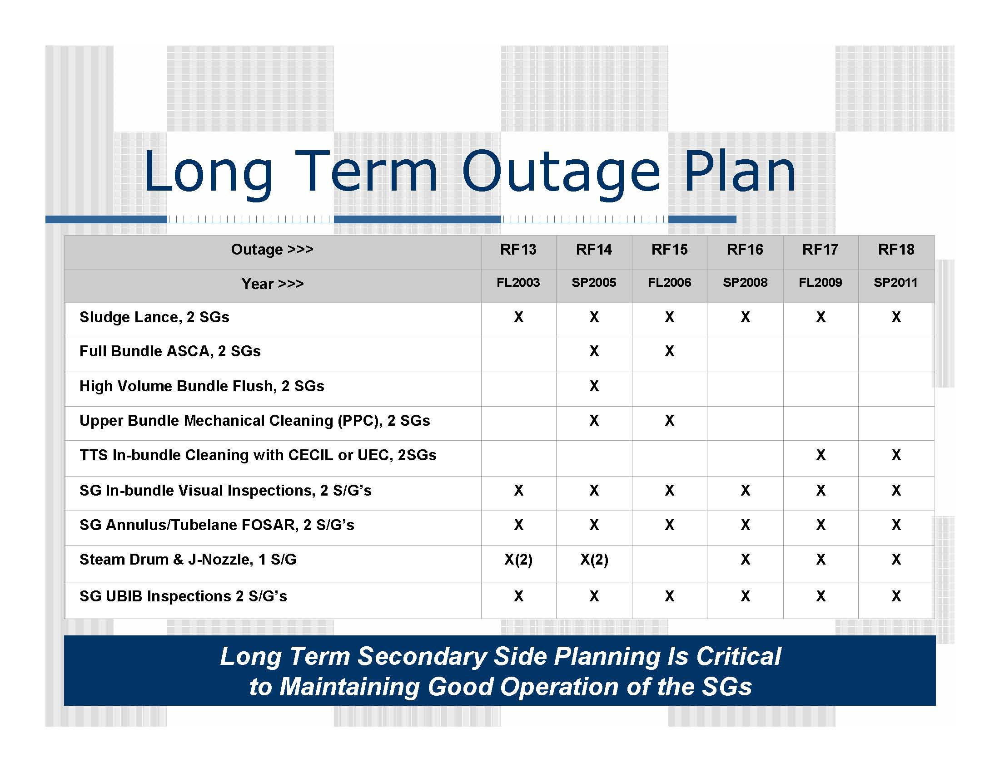 Long Term Outage Plan
Outage >>> RF13 RF14 RF15 RF16 RF17 RF18
Year >>> FL2003 SP2005 FL2006 SP2008 FL2009 SP2011
Sludge Lance, 2 SGs X X X X X X
Full Bundle ASCA, 2 SGs X X
High Volume Bundle Flush, 2 SGs X
Upper Bundle Mechanical Cleaning (PPC), 2 SGs X X
TTS In-bundle Cleaning with CECIL or UEC, 2SGs X X
SG In-bundle Visual Inspections, 2 S/G’s X X X X X X
SG Annulus/Tubelane FOSAR, 2 S/G’s X X X X X X
Steam Drum & J-Nozzle, 1 S/G X(2) X(2) X X X
SG UBIB Inspections 2 S/G’s X X X X X X
Long Term Secondary Side Planning Is Critical
to Maintaining Good Operation of the SGs